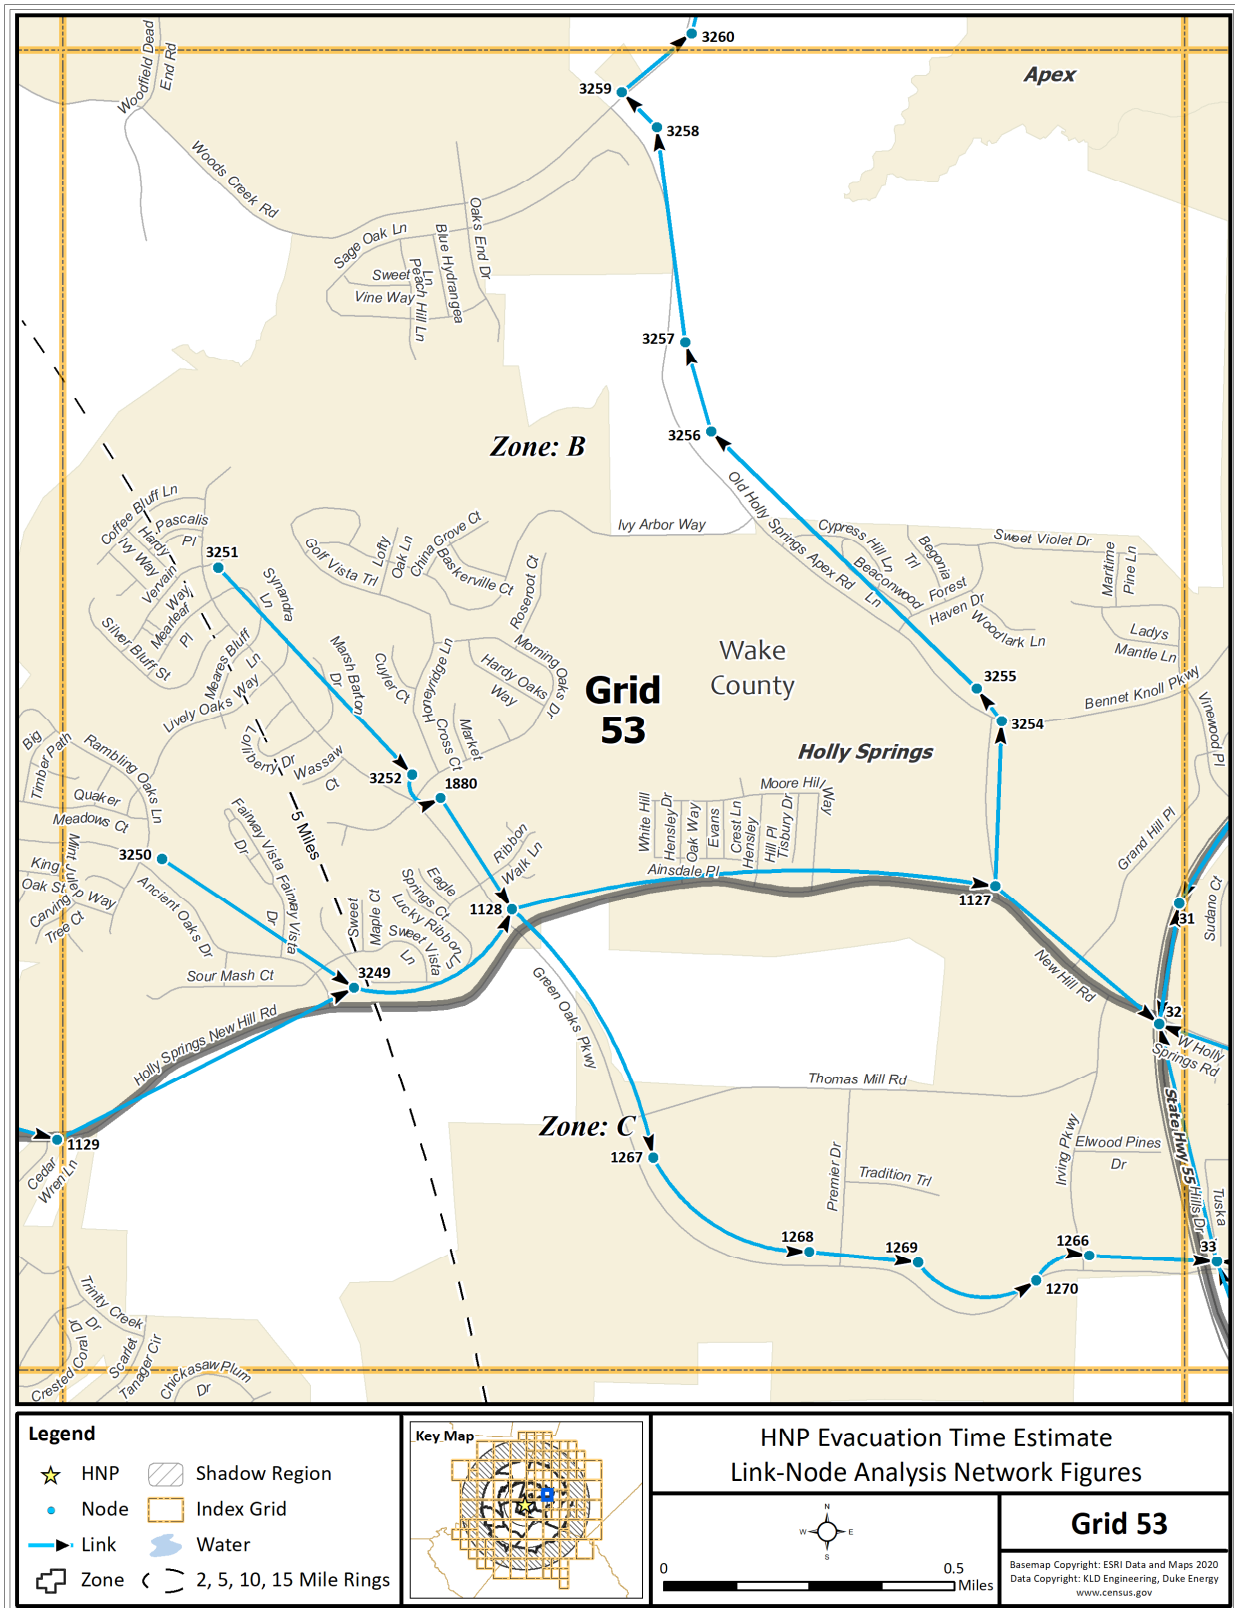 3260
Apex
Woodfield Dead
End Rd
3259
3258
Woods Creek Rd
Oaks End Dr
Sage Oak Ln
Blue Hydrangea
Ln
Sweet
Peach Hill Ln
Vine Way
3257
3256
Zone: B
Old Holly Springs Apex Rd
Coffee Bluff Ln
Pascalis
Pl
Hardy
Ivy Way
Vervain
Way
Mearleaf
Pl
Silver Bluff St
3251
Synandra
Ln
Golf Vista Trl
Lofty
Oak Ln
China Grove Ct
Baskerville Ct
Roseroot Ct
Ivy Arbor Way
Cypress Hill Ln
Beaconwood
Ln
Begonia
Trl
Forest
Haven Dr
Sweet Violet Dr
Maritime
Pine Ln
Woodlark Ln
Ladys
Mantle Ln
Meares Bluff
Ln
Lively Oaks Way
Marsh Barton
Dr
Cuyler Ct
Honeyridge Ln
Morning Oaks Dr
Hardy Oaks
Way
Wake
County
Grid
53
3255
3254
Bennet Knoll Pkwy
Vinewood Pl
Holly Springs
Market
Cross Ct
Lolliberry Dr
Wassaw
Ct
3252
1880
Big
Timber Path
Rambling Oaks Ln
Quaker
Meadows Ct
Moore Hill
Way
White Hill
Hensley Dr
Oak Way
Evans
Crest Ln
Hensley
Hill Pl
Tisbury Dr
Ainsdale Pl
Fairway Vista
Dr
Fairway Vista
Dr
5 Miles
Ribbon
Walk Ln
Grand Hill Pl
3250
Mint Julep
Way
King
Oak St
Carving
Tree Ct
Ancient Oaks Dr
Eagle
Springs Ct
Lucky Ribbon
Ln
Sweet
Maple Ct
Sweet Vista
Ln
1128
1127
31
Sudano Ct
Sour Mash Ct
3249
Green Oaks Pkwy
New Hill Rd
32
W Holly
Springs Rd
Holly Springs New Hill Rd
Thomas Mill Rd
State Hwy 55
Zone: C
1129
Cedar
Wren Ln
1267
Premier Dr
Tradition Trl
Irving Pkwy
Elwood Pines
Dr
Tuska
Hills Dr
1268
1269
1266
33
1270
Trinity Creek
Dr
Crested Coral Dr
Scarlet
Tanager Cir
Chickasaw Plum
Dr
Legend
HNP
Shadow Region
Node
Index Grid
Link
Water
Zone
2, 5, 10, 15 Mile Rings
Key Map
HNP Evacuation Time Estimate
Link-Node Analysis Network Figures
N
W E
S
0 0.5
Miles
Grid 53
Basemap Copyright: ESRI Data and Maps 2020
Data Copyright: KLD Engineering, Duke Energy
www.census.gov